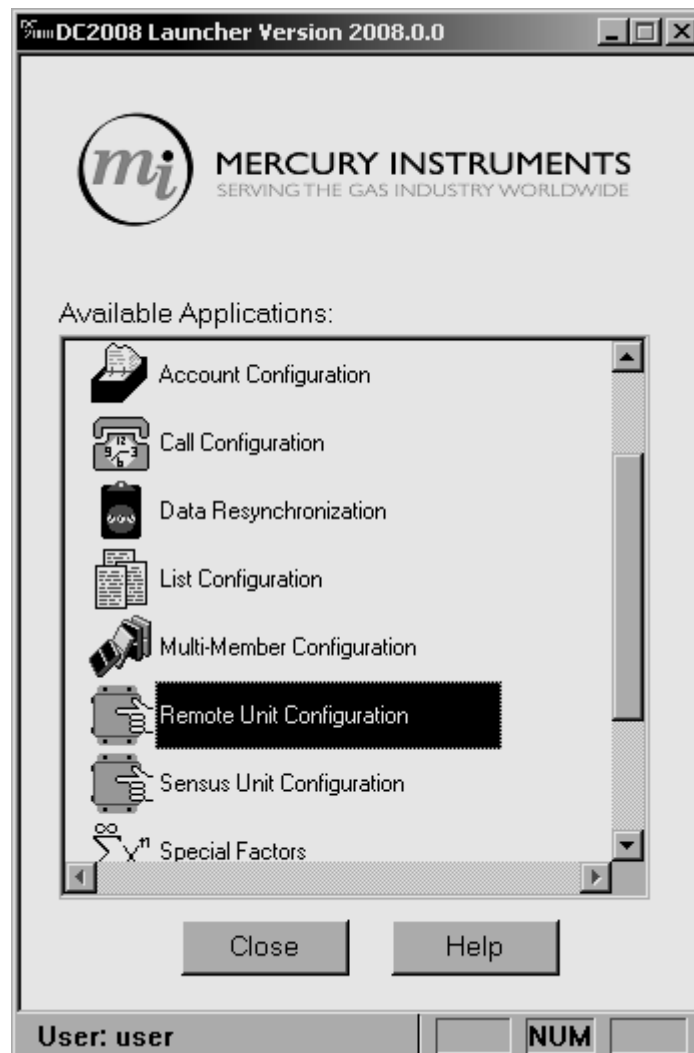 DC2008 Launcher Version 2008.0.0
mi
MERCURY INSTRUMENTS
SERVING THE GAS INDUSTRY WORLDWIDE
Available Applications:
Account Configuration
Call Configuration
Data Resynchronization
List Configuration
Multi-Member Configuration
Remote Unit Configuration
Sensus Unit Configuration
Special Factors
Close Help
User: user NUM